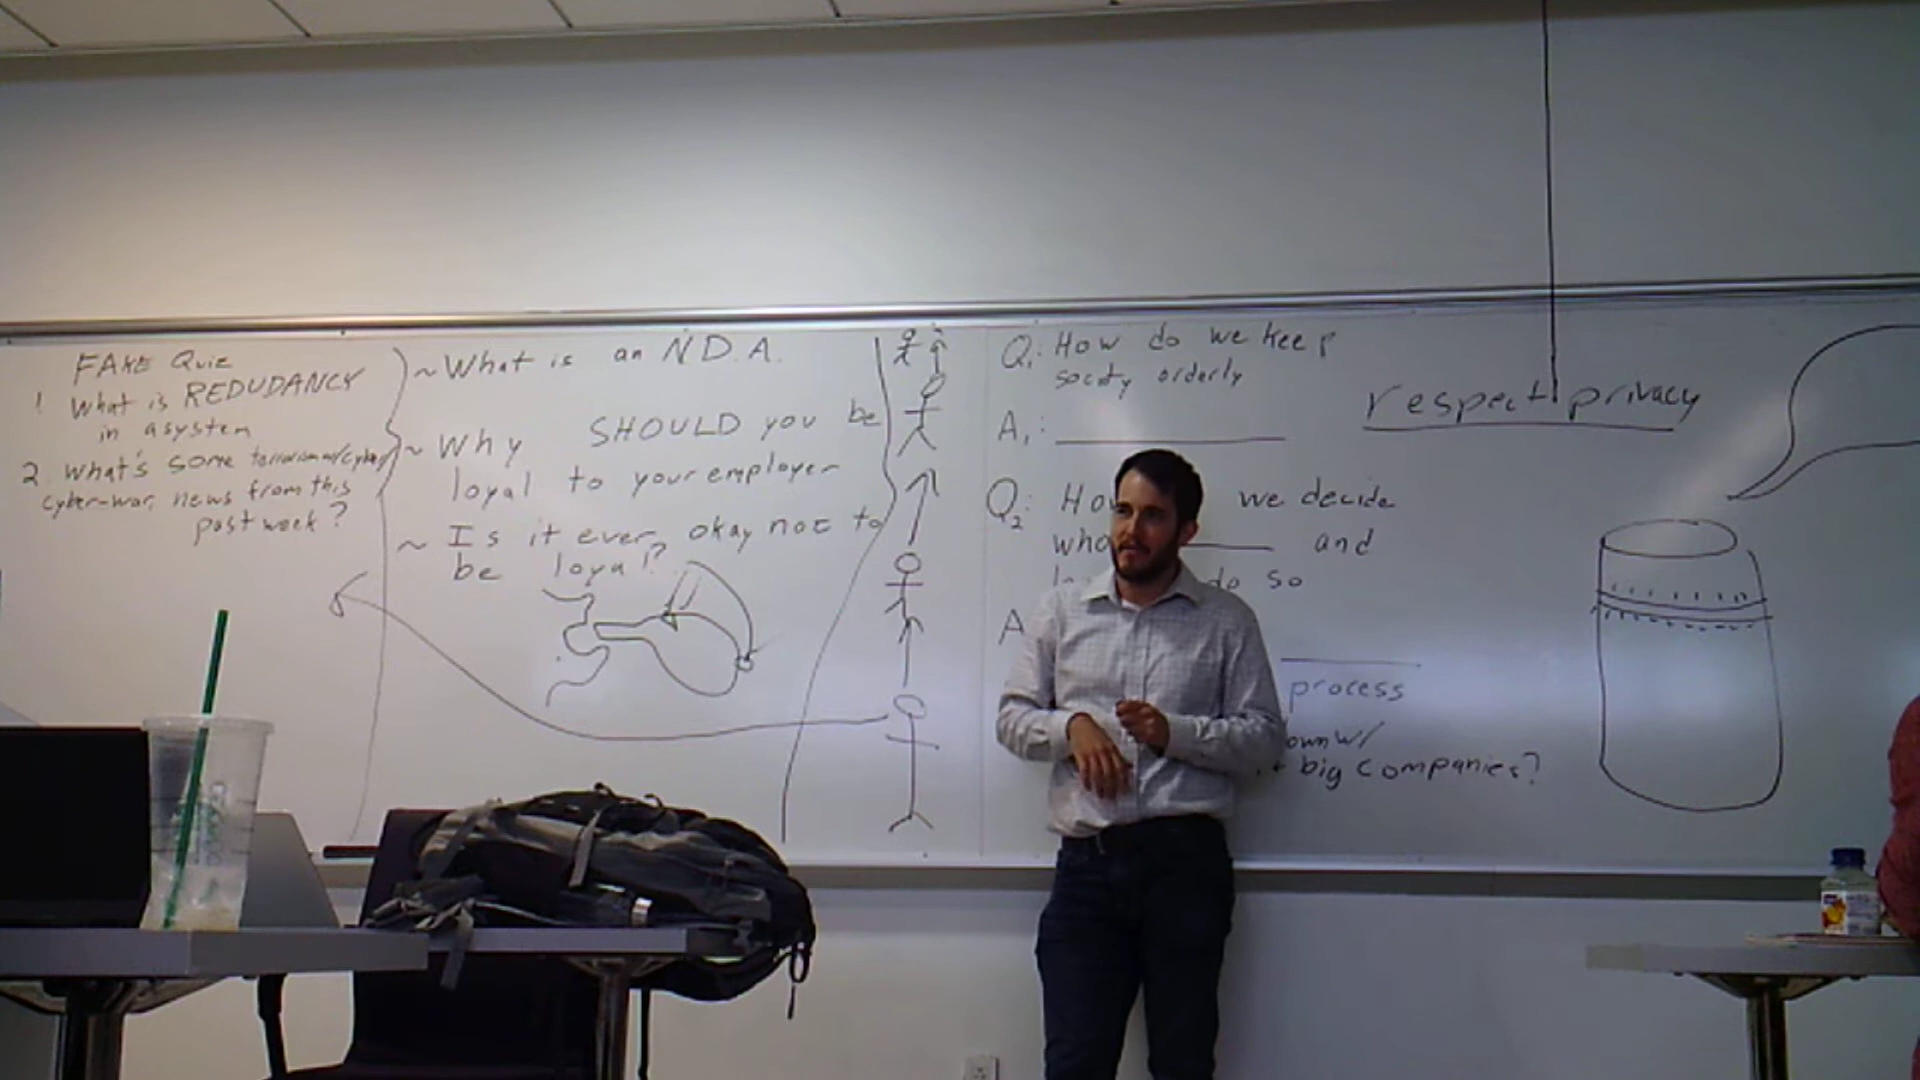 FAKE Quiz
1 What is REDUDANCY
in a system
2. What's some terrorism/cyber/
cyber-war, news from this
past week?
~What is an N.D.A.
~ Why SHOULD you be
loyal to your employer
~ Is it ever okay not to
be loyal?
Q1: How do we keep
socity orderly
A1:
Q2: How we decide
and
do so
A
process
own w/
big companies?
respect privacy